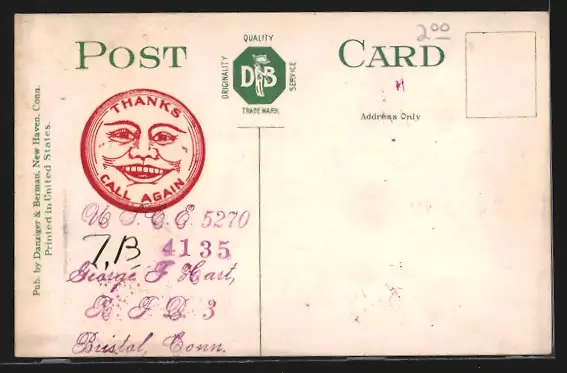 POST CARD
2.00
QUALITY
ORIGINALITY
D B
SERVICE
TRADE MARK
Address Only
Pub. by Danziger & Berman, New Haven, Conn.
Printed in United States.
THANKS
CALL AGAIN
5270
7,B 4135
George F Hart,
R. F. D. 3
Bristol, Conn.